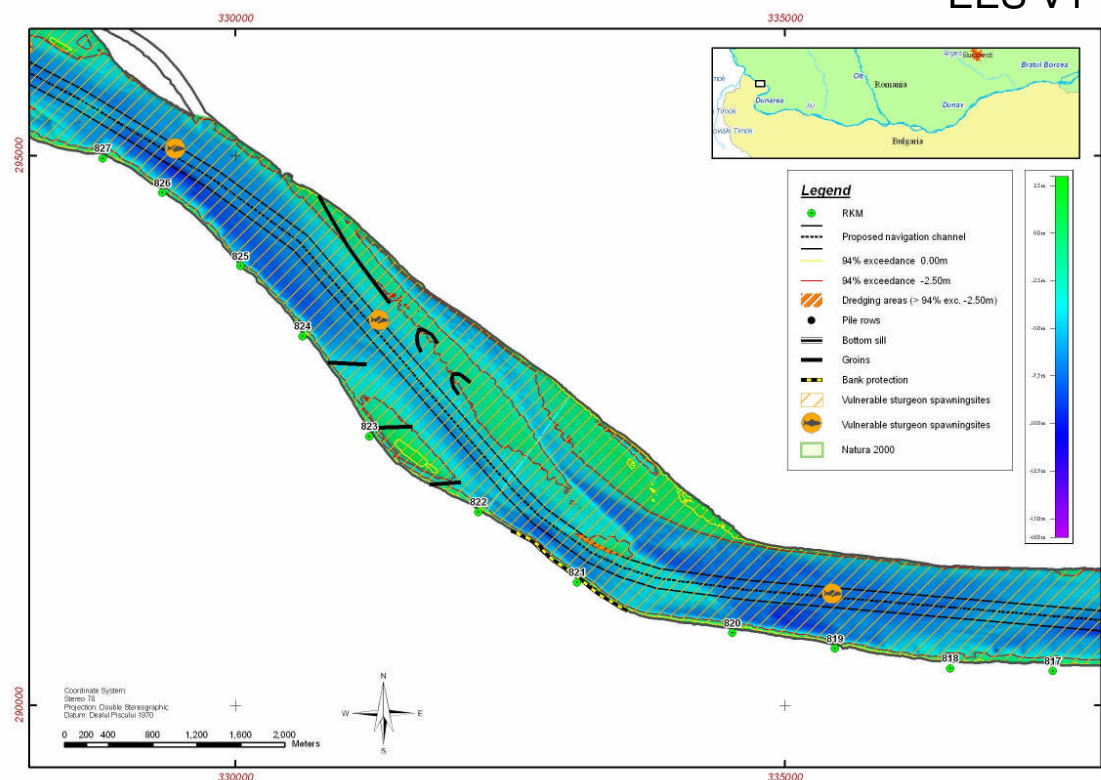 330000
335000
Arges
Bucuresti
Bratul Borcea
Olt
Romania
Dunarea
Jiu
Dunav
Bulgaria
295000
827
826
825
824
823
822
821
820
819
818
817
Legend
RKM
Proposed navigation channel
94% exceedance 0.00m
94% exceedance -2.50m
Dredging areas (> 94% exc. -2.50m)
Pile rows
Bottom sill
Groins
Bank protection
Vulnerable sturgeon spawningsites
Vulnerable sturgeon spawningsites
Natura 2000
290000
Coordinate System:
Stereo 70
Projection: Double Stereographic
Datum: Dealul Piscului 1970
0 200 400 800 1,200 1,600 2,000
Meters
N
W E
S
330000
335000